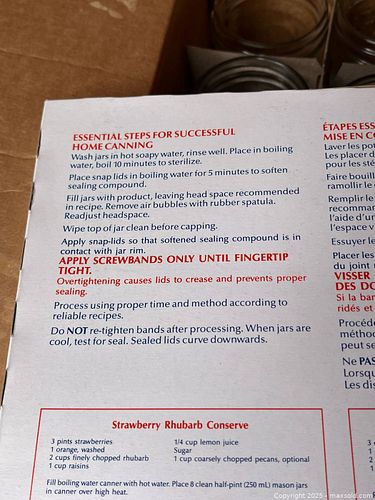 ESSENTIAL STEPS FOR SUCCESSFUL
HOME CANNING
Wash jars in hot soapy water, rinse well. Place in boiling
water, boil 10 minutes to sterilize.
Place snap lids in boiling water for 5 minutes to soften
sealing compound.
Fill jars with product, leaving head space recommended
in recipe. Remove air bubbles with rubber spatula.
Readjust headspace.
Wipe top of jar clean before capping.
Apply snap-lids so that softened sealing compound is in
contact with jar rim.
APPLY SCREWBANDS ONLY UNTIL FINGERTIP
TIGHT.
Overtightening causes lids to crease and prevents proper
sealing.
Process using proper time and method according to
reliable recipes.
Do NOT re-tighten bands after processing. When jars are
cool, test for seal. Sealed lids curve downwards.
Strawberry Rhubarb Conserve
3 pints strawberries
1 orange, washed
2 cups finely chopped rhubarb
1 cup raisins
1/4 cup lemon juice
Sugar
1 cup coarsely chopped pecans, optional
Fill boiling water canner with hot water. Place 8 clean half-pint (250 mL) mason jars
in canner over high heat.
ÉTAPES ESS
MISE EN C
Laver les po
Les placer d
pour les sté
Faire bouill
ramollir le
Remplir le
recomman
l'aide d'un
l'espace v
Essuyer le
Placer les
du joint
VISSER
DES DO
Si la bar
ridés et
Procéde
méthod
peut se
Ne PAS
Lorsqu
Les dis
3
1
2
1
Copyright 2025 - maxsold.com